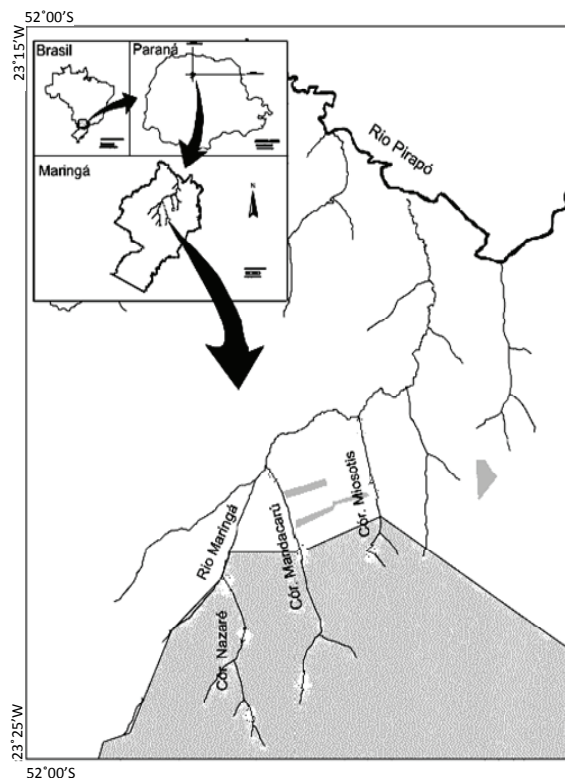 52°00'S
23°15'W
Brasil
Paraná
Maringá
N
Rio Pirapó
Rio Maringá
Cór. Mandacarú
Cór. Miosotis
Cór. Nazaré
23°25'W
52°00'S